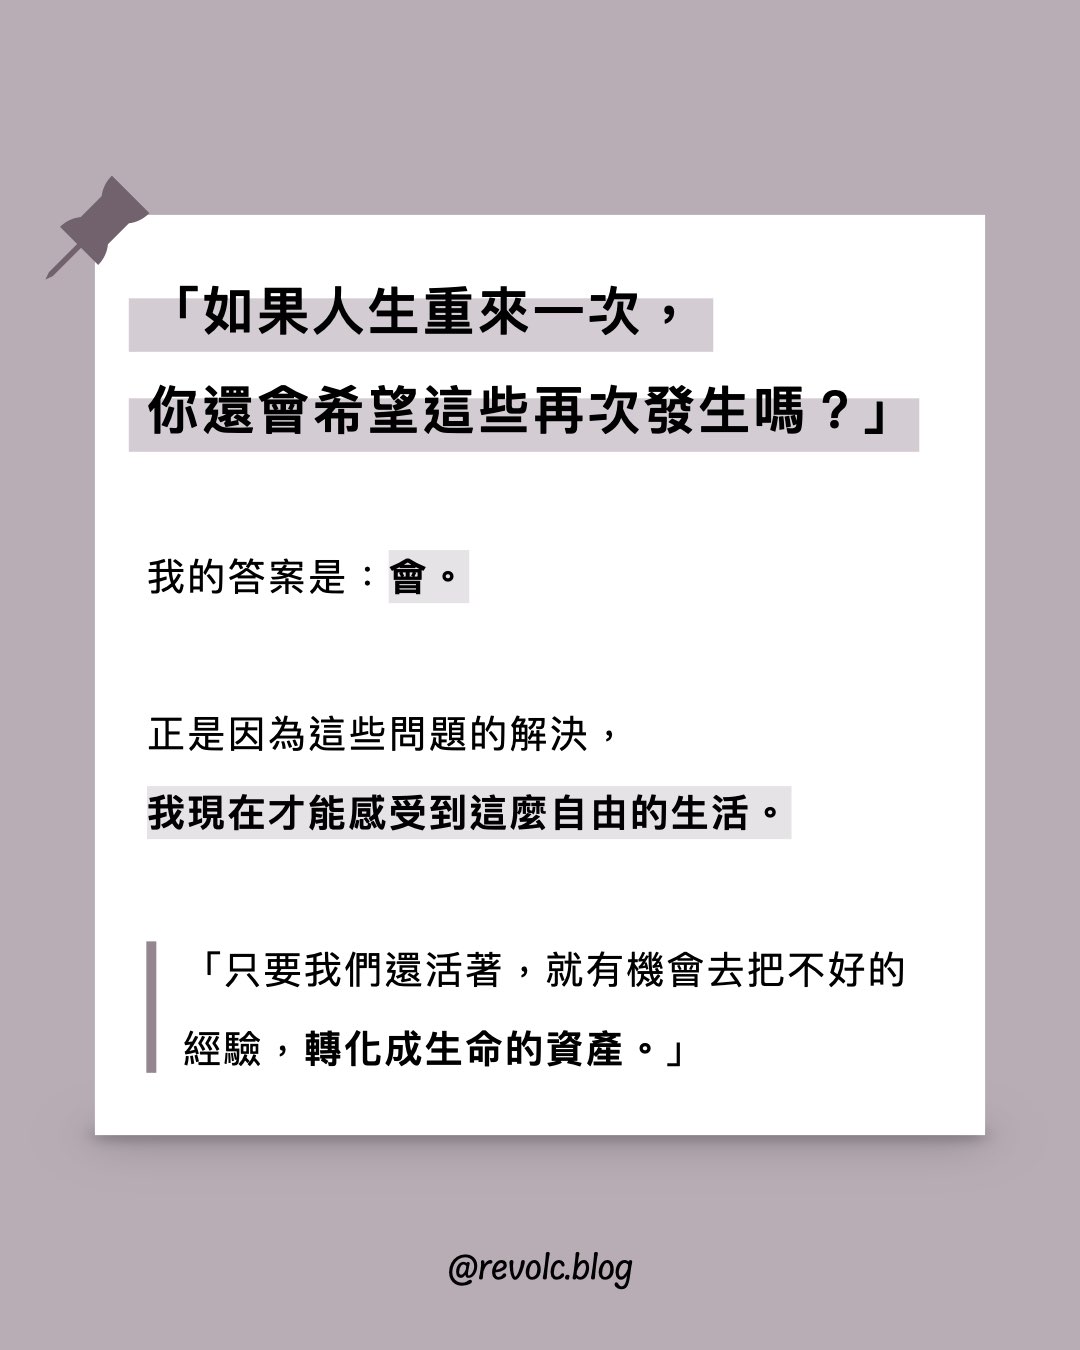 「如果人生重來一次，
你還會希望這些再次發生嗎？」
我的答案是：會。
正是因為這些問題的解決，
我現在才能感受到這麼自由的生活。
「只要我們還活著，就有機會去把不好的
經驗，轉化成生命的資產。」
@revolc.blog